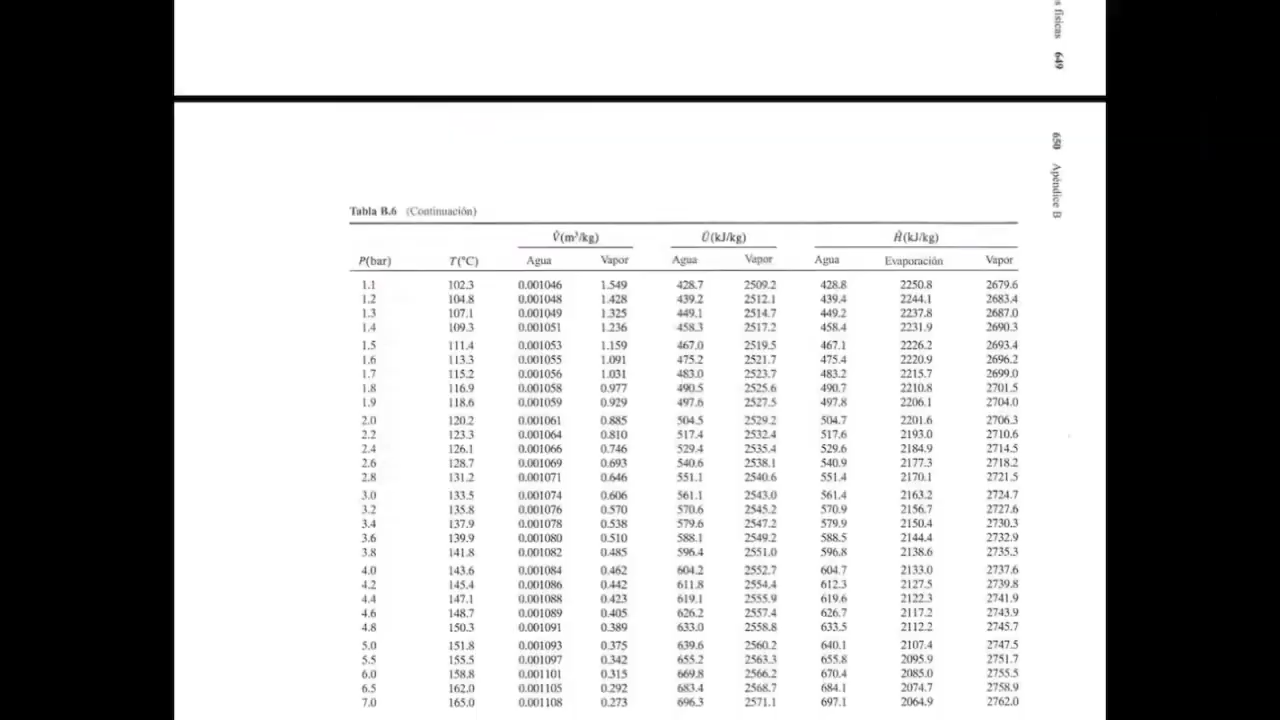 s físicas 649
650 Apéndice B
Tabla B.6 (Continuación)
V̂(m³/kg) Û(kJ/kg) Ĥ(kJ/kg)
P(bar) T(°C) Agua Vapor Agua Vapor Agua Evaporación Vapor
1.1 102.3 0.001046 1.549 428.7 2509.2 428.8 2250.8 2679.6
1.2 104.8 0.001048 1.428 439.2 2512.1 439.4 2244.1 2683.4
1.3 107.1 0.001049 1.325 449.1 2514.7 449.2 2237.8 2687.0
1.4 109.3 0.001051 1.236 458.3 2517.2 458.4 2231.9 2690.3
1.5 111.4 0.001053 1.159 467.0 2519.5 467.1 2226.2 2693.4
1.6 113.3 0.001055 1.091 475.2 2521.7 475.4 2220.9 2696.2
1.7 115.2 0.001056 1.031 483.0 2523.7 483.2 2215.7 2699.0
1.8 116.9 0.001058 0.977 490.5 2525.6 490.7 2210.8 2701.5
1.9 118.6 0.001059 0.929 497.6 2527.5 497.8 2206.1 2704.0
2.0 120.2 0.001061 0.885 504.5 2529.2 504.7 2201.6 2706.3
2.2 123.3 0.001064 0.810 517.4 2532.4 517.6 2193.0 2710.6
2.4 126.1 0.001066 0.746 529.4 2535.4 529.6 2184.9 2714.5
2.6 128.7 0.001069 0.693 540.6 2538.1 540.9 2177.3 2718.2
2.8 131.2 0.001071 0.646 551.1 2540.6 551.4 2170.1 2721.5
3.0 133.5 0.001074 0.606 561.1 2543.0 561.4 2163.2 2724.7
3.2 135.8 0.001076 0.570 570.6 2545.2 570.9 2156.7 2727.6
3.4 137.9 0.001078 0.538 579.6 2547.2 579.9 2150.4 2730.3
3.6 139.9 0.001080 0.510 588.1 2549.2 588.5 2144.4 2732.9
3.8 141.8 0.001082 0.485 596.4 2551.0 596.8 2138.6 2735.3
4.0 143.6 0.001084 0.462 604.2 2552.7 604.7 2133.0 2737.6
4.2 145.4 0.001086 0.442 611.8 2554.4 612.3 2127.5 2739.8
4.4 147.1 0.001088 0.423 619.1 2555.9 619.6 2122.3 2741.9
4.6 148.7 0.001089 0.405 626.2 2557.4 626.7 2117.2 2743.9
4.8 150.3 0.001091 0.389 633.0 2558.8 633.5 2112.2 2745.7
5.0 151.8 0.001093 0.375 639.6 2560.2 640.1 2107.4 2747.5
5.5 155.5 0.001097 0.342 655.2 2563.3 655.8 2095.9 2751.7
6.0 158.8 0.001101 0.315 669.8 2566.2 670.4 2085.0 2755.5
6.5 162.0 0.001105 0.292 683.4 2568.7 684.1 2074.7 2758.9
7.0 165.0 0.001108 0.273 696.3 2571.1 697.1 2064.9 2762.0